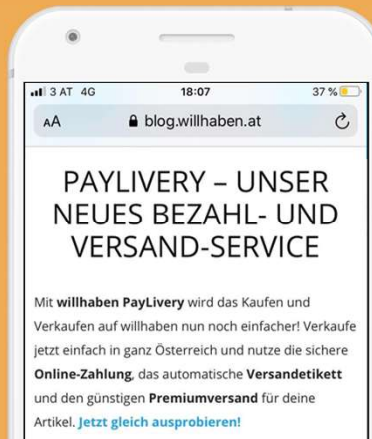 3 AT 4G 18:07 37 %
AA blog.willhaben.at
PAYLIVERY – UNSER
NEUES BEZAHL- UND
VERSAND-SERVICE
Mit willhaben PayLivery wird das Kaufen und
Verkaufen auf willhaben nun noch einfacher! Verkaufe
jetzt einfach in ganz Österreich und nutze die sichere
Online-Zahlung, das automatische Versandetikett
und den günstigen Premiumversand für deine
Artikel. Jetzt gleich ausprobieren!